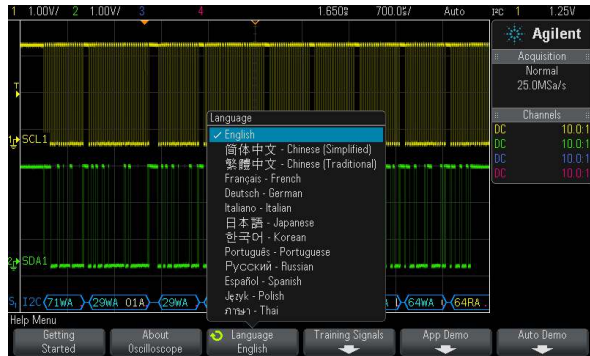 1 1.00V/ 2 1.00V/ 3 4 1.650s 700.0s/ Auto I²C 1 1.25V
Agilent
Acquisition
Normal
25.0MSa/s
Channels
DC 10.0:1
DC 10.0:1
DC 10.0:1
DC 10.0:1
T
SCL1
SDA1
Language
English
简体中文 - Chinese (Simplified)
繁體中文 - Chinese (Traditional)
Français - French
Deutsch - German
Italiano - Italian
日本語 - Japanese
한국어 - Korean
Português - Portuguese
Русский - Russian
Español - Spanish
Język - Polish
ภาษา - Thai
S₁ I2C 71WA 29WA 01A 29WA 64WA 64RA
Help Menu
Getting Started
About Oscilloscope
Language English
Training Signals
App Demo
Auto Demo